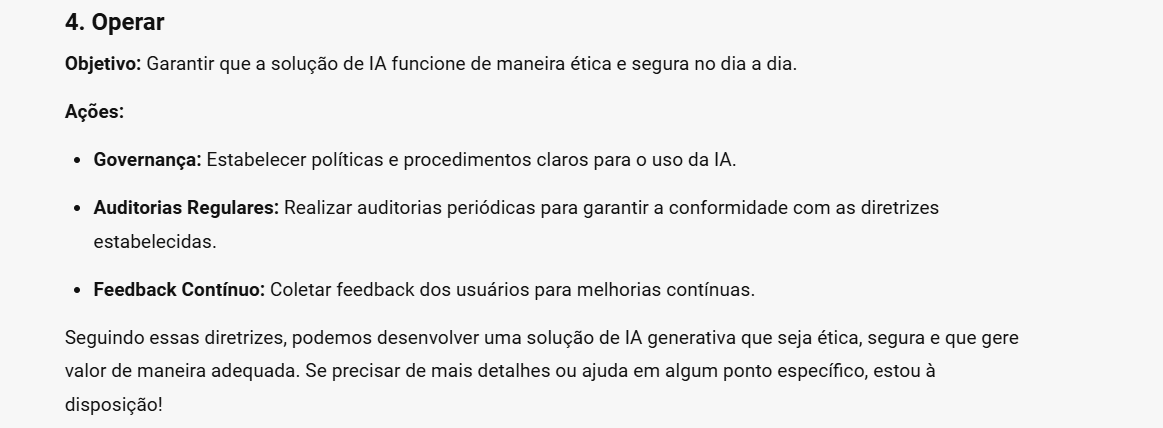 4. Operar
Objetivo: Garantir que a solução de IA funcione de maneira ética e segura no dia a dia.
Ações:
• Governança: Estabelecer políticas e procedimentos claros para o uso da IA.
• Auditorias Regulares: Realizar auditorias periódicas para garantir a conformidade com as diretrizes
estabelecidas.
• Feedback Contínuo: Coletar feedback dos usuários para melhorias contínuas.
Seguindo essas diretrizes, podemos desenvolver uma solução de IA generativa que seja ética, segura e que gere
valor de maneira adequada. Se precisar de mais detalhes ou ajuda em algum ponto específico, estou à
disposição!